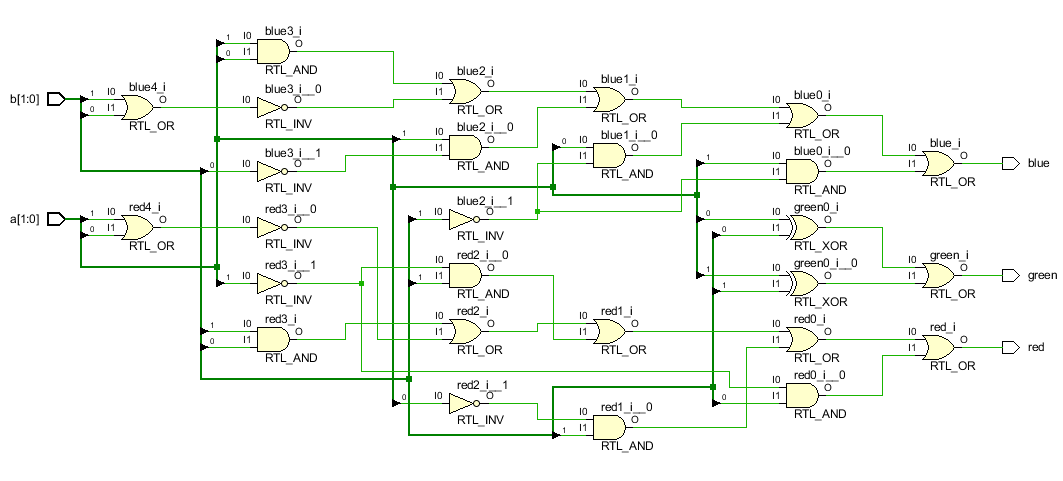 b[1:0]
a[1:0]
1
0
I0
I1
O
blue4_i
RTL_OR
1
0
I0
I1
O
red4_i
RTL_OR
1
0
I0
I1
O
blue3_i
RTL_AND
I0
O
blue3_i__0
RTL_INV
0
I0
O
blue3_i__1
RTL_INV
I0
O
red3_i__0
RTL_INV
1
I0
O
red3_i__1
RTL_INV
1
0
I0
I1
O
red3_i
RTL_AND
I0
I1
O
blue2_i
RTL_OR
1
I0
I1
O
blue2_i__0
RTL_AND
1
I0
O
blue2_i__1
RTL_INV
1
I0
I1
O
red2_i__0
RTL_AND
I0
I1
O
red2_i
RTL_OR
0
I0
O
red2_i__1
RTL_INV
I0
I1
O
blue1_i
RTL_OR
0
I0
I1
O
blue1_i__0
RTL_AND
I0
I1
O
red1_i
RTL_OR
1
I0
I1
O
red1_i__0
RTL_AND
I0
I1
O
blue0_i
RTL_OR
1
I0
I1
O
blue0_i__0
RTL_AND
0
0
I0
I1
O
green0_i
RTL_XOR
1
1
I0
I1
O
green0_i__0
RTL_XOR
I0
I1
O
red0_i
RTL_OR
0
I0
I1
O
red0_i__0
RTL_AND
I0
I1
O
blue_i
RTL_OR
I0
I1
O
green_i
RTL_OR
I0
I1
O
red_i
RTL_OR
blue
green
red